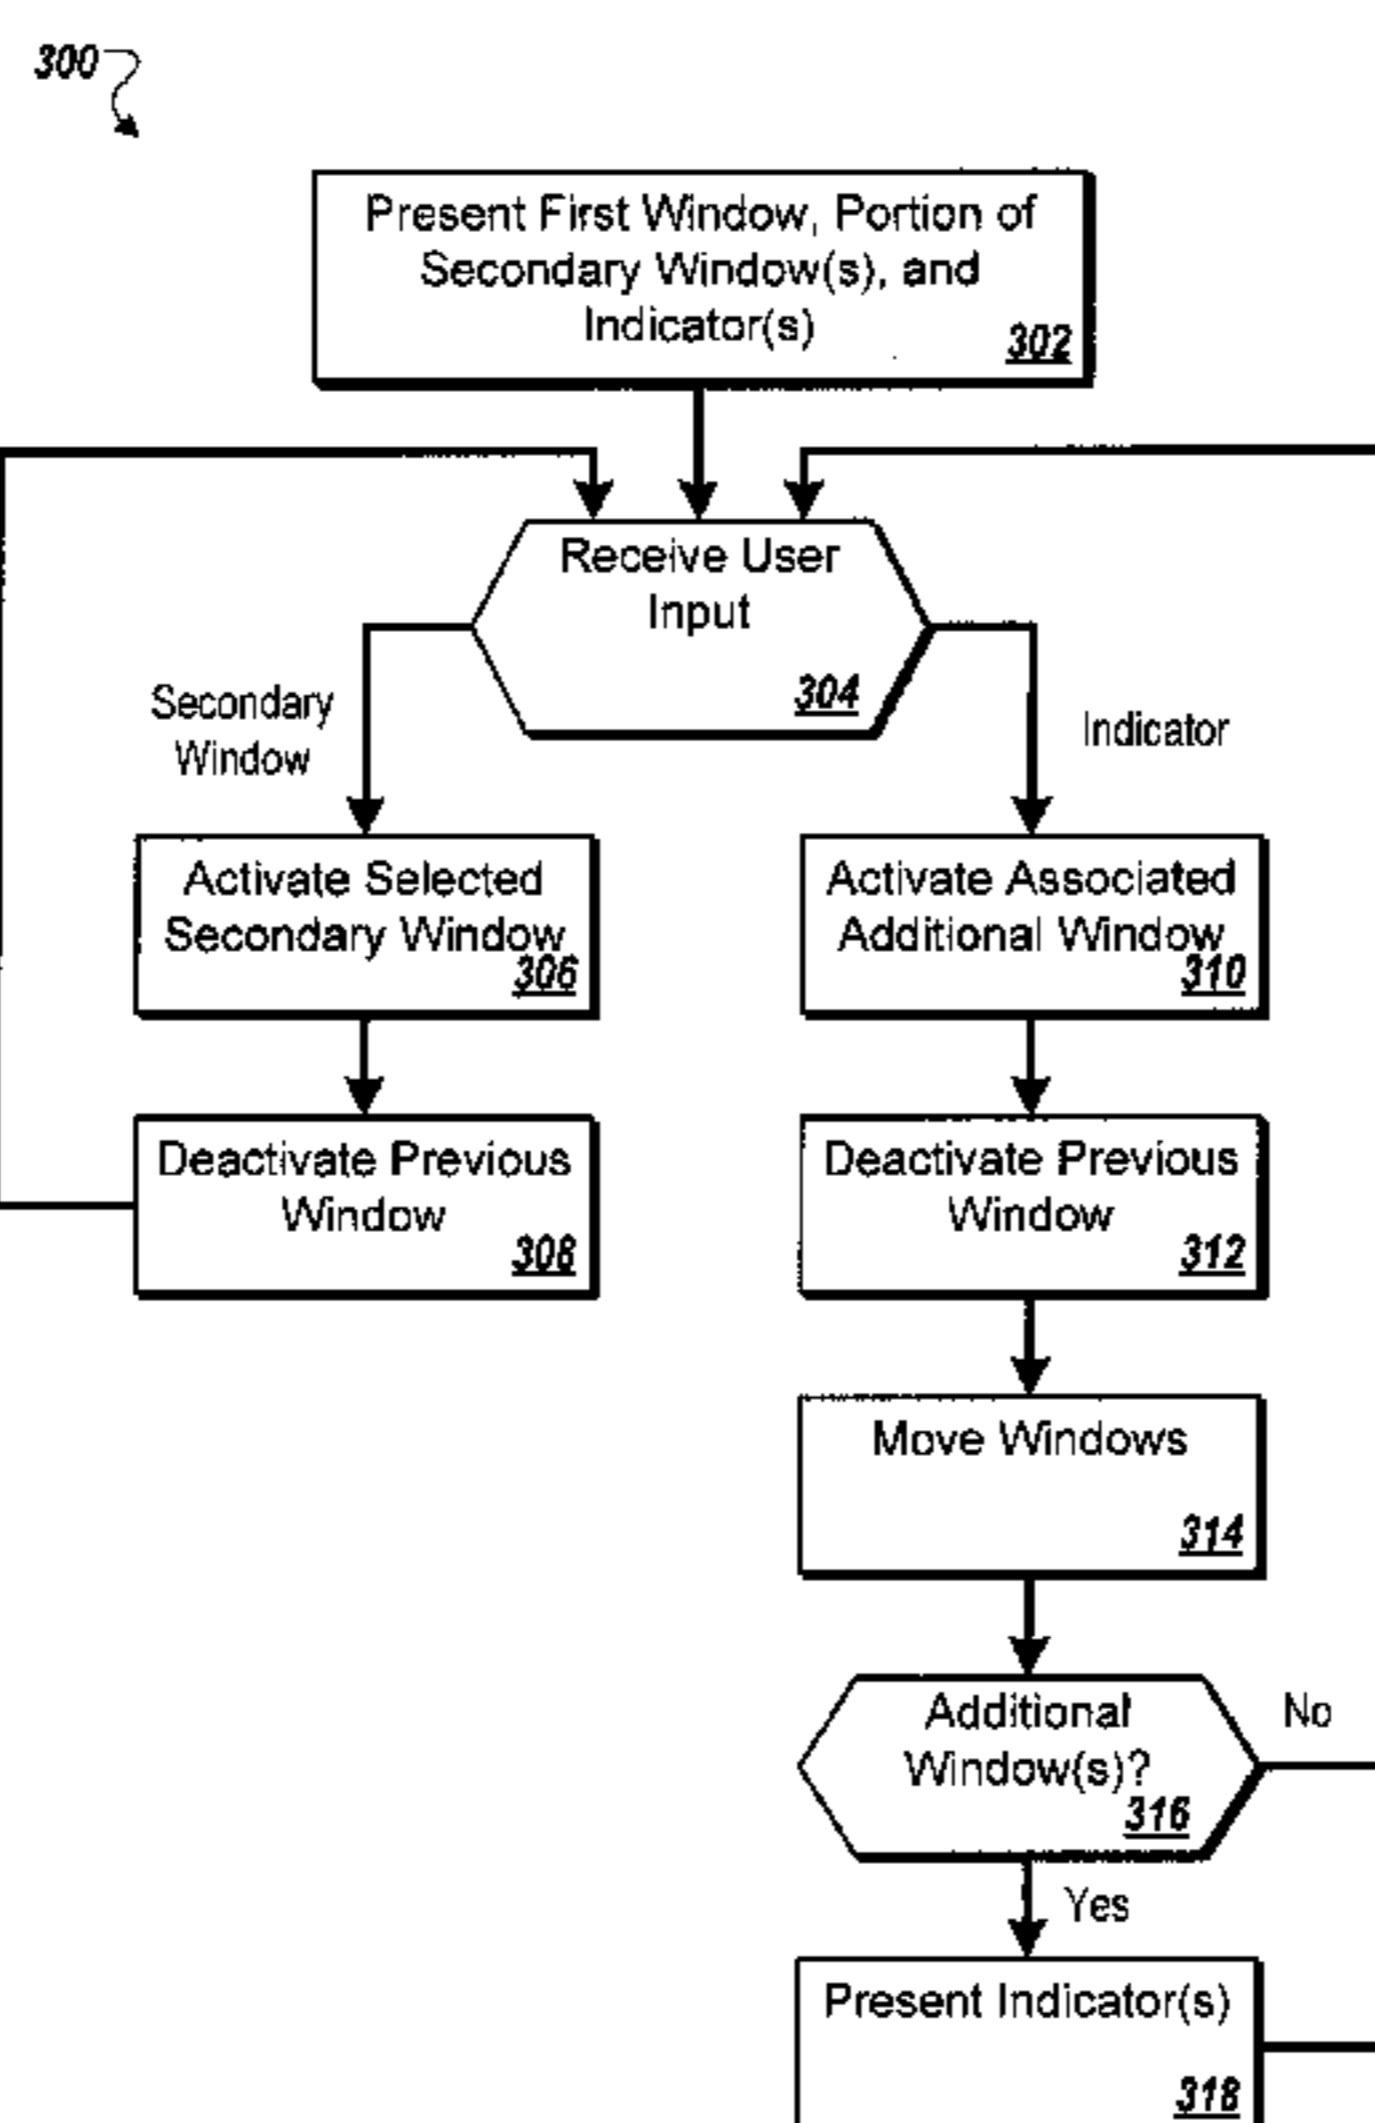 300
Present First Window, Portion of
Secondary Window(s), and
Indicator(s)
302
Receive User
Input
304
Secondary
Window
Indicator
Activate Selected
Secondary Window
306
Activate Associated
Additional Window
310
Deactivate Previous
Window
308
Deactivate Previous
Window
312
Move Windows
314
Additional
Window(s)?
316
No
Yes
Present Indicator(s)
318